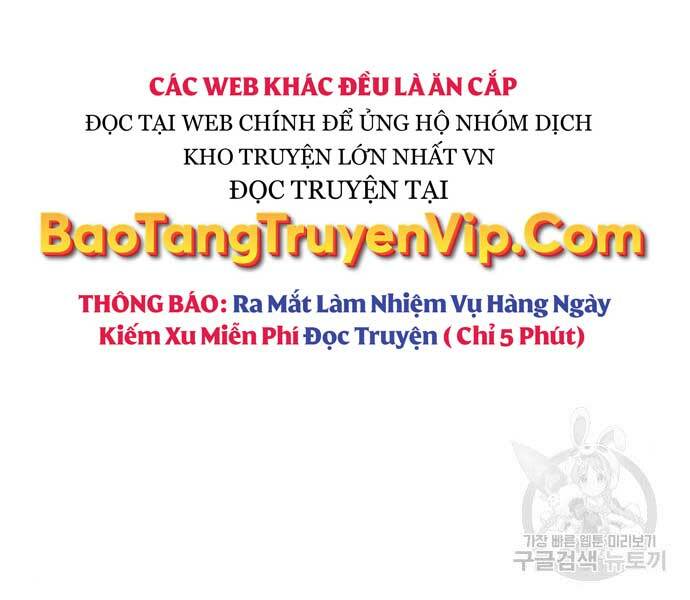 CÁC WEB KHÁC ĐỀU LÀ ĂN CẮP
ĐỌC TẠI WEB CHÍNH ĐỂ ỦNG HỘ NHÓM DỊCH
KHO TRUYỆN LỚN NHẤT VN
ĐỌC TRUYỆN TẠI
BaoTangTruyenVip.Com
THÔNG BÁO: Ra Mắt Làm Nhiệm Vụ Hàng Ngày
Kiếm Xu Miễn Phí Đọc Truyện ( Chỉ 5 Phút)
가장 빠른 웹툰 미리보기
구글검색 뉴토끼